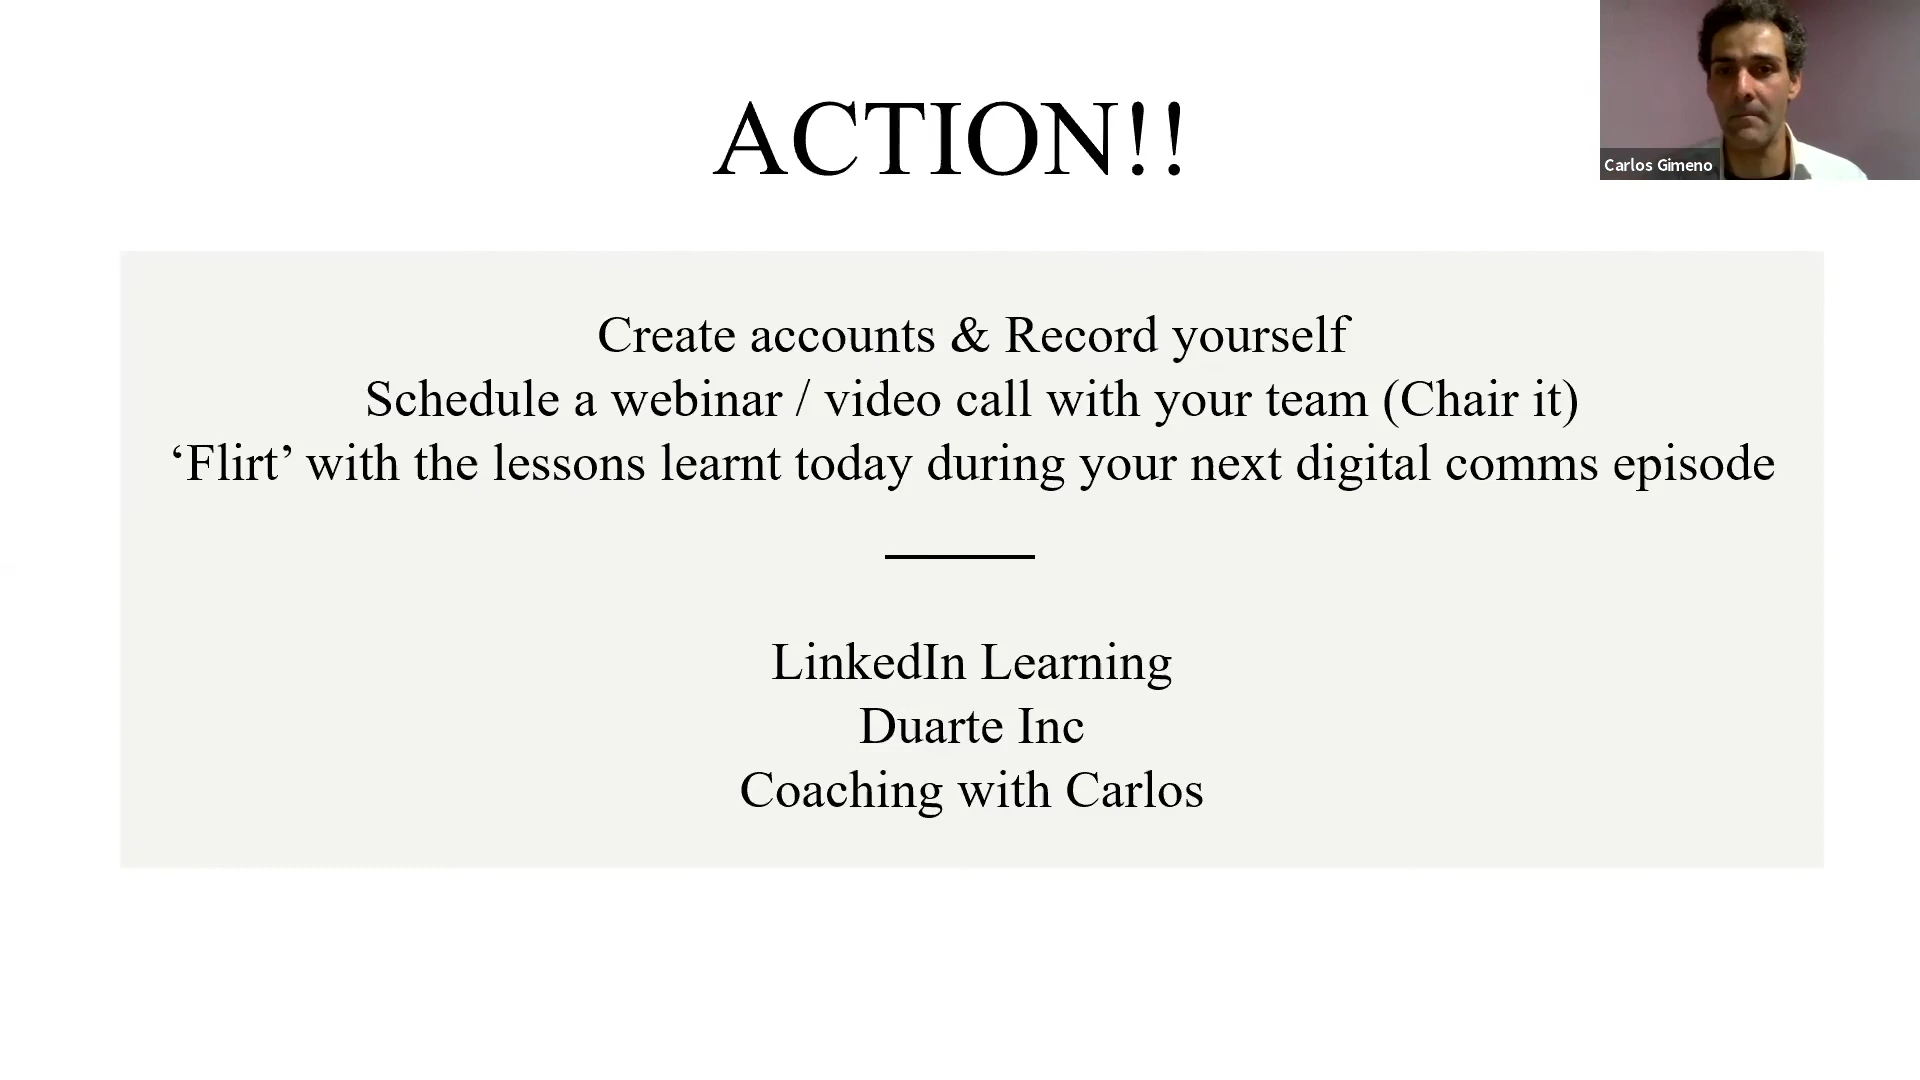 ACTION!!
Carlos Gimeno
Create accounts & Record yourself
Schedule a webinar / video call with your team (Chair it)
‘Flirt’ with the lessons learnt today during your next digital comms episode
LinkedIn Learning
Duarte Inc
Coaching with Carlos